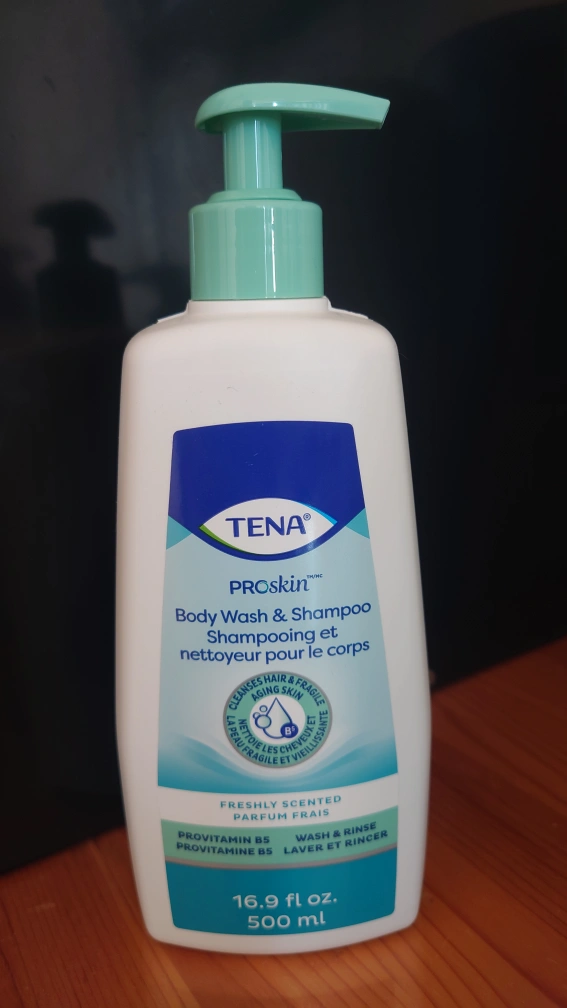 TENA®
PROskin™/MC
Body Wash & Shampoo
Shampooing et
nettoyeur pour le corps
CLEANSES HAIR & FRAGILE
AGING SKIN
B5
NETTOIE LES CHEVEUX ET
LA PEAU FRAGILE ET VIEILLISSANTE
FRESHLY SCENTED
PARFUM FRAIS
PROVITAMIN B5 WASH & RINSE
PROVITAMINE B5 LAVER ET RINCER
16.9 fl oz.
500 ml